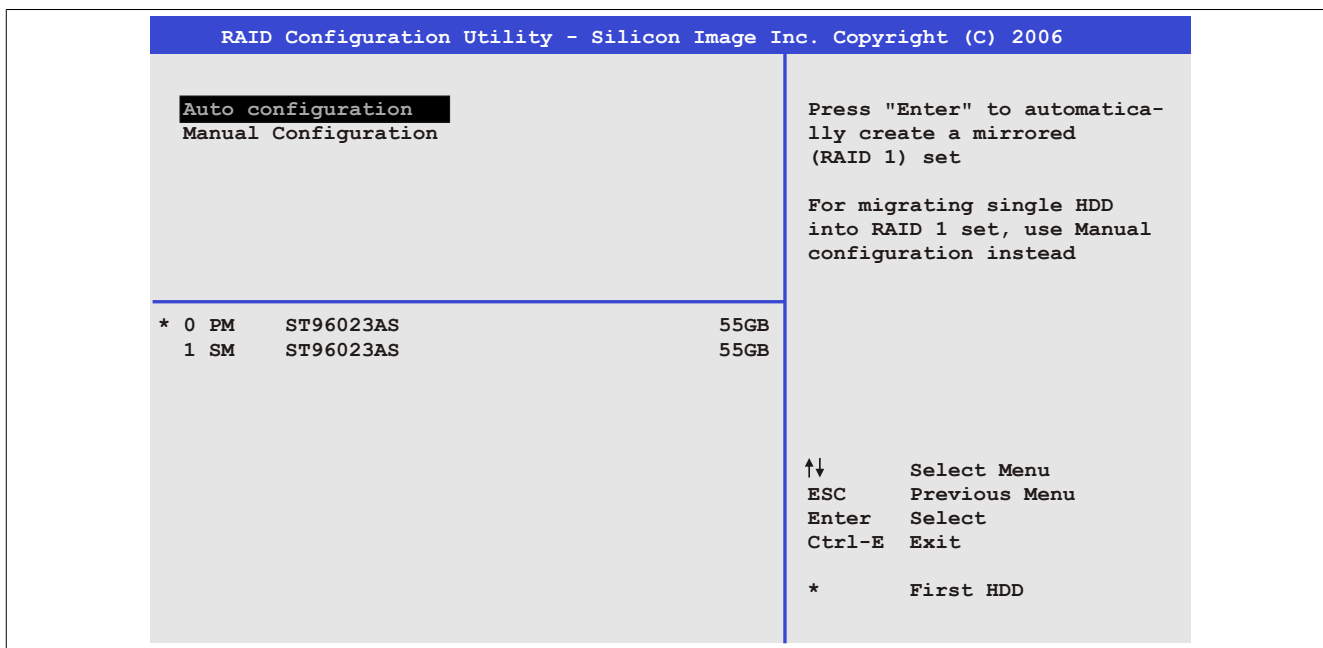 RAID Configuration Utility - Silicon Image Inc. Copyright (C) 2006
Auto configuration
Manual Configuration
* 0 PM ST96023AS 55GB
1 SM ST96023AS 55GB
Press "Enter" to automatica-
lly create a mirrored
(RAID 1) set
For migrating single HDD
into RAID 1 set, use Manual
configuration instead
↑↓ Select Menu
ESC Previous Menu
Enter Select
Ctrl-E Exit
* First HDD